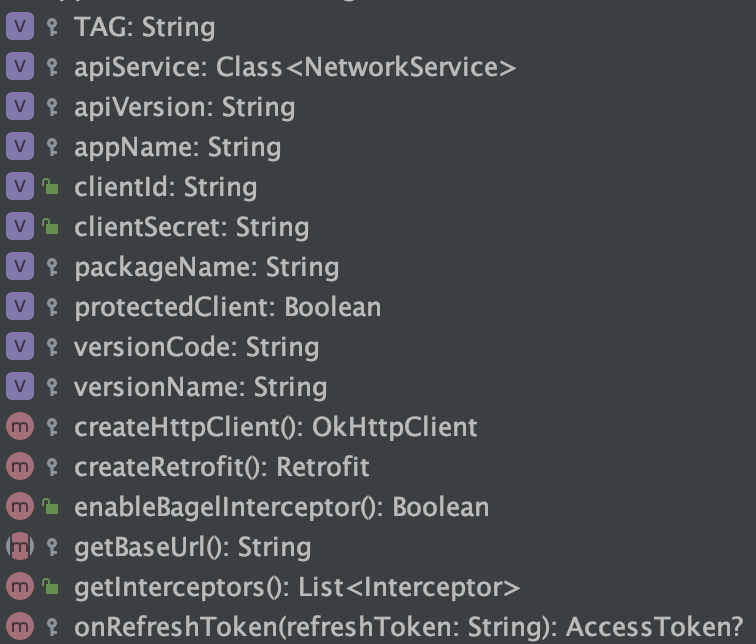 V TAG: String
V apiService: Class<NetworkService>
V apiVersion: String
V appName: String
V clientId: String
V clientSecret: String
V packageName: String
V protectedClient: Boolean
V versionCode: String
V versionName: String
m createHttpClient(): OkHttpClient
m createRetrofit(): Retrofit
m enableBagelInterceptor(): Boolean
m getBaseUrl(): String
m getInterceptors(): List<Interceptor>
m onRefreshToken(refreshToken: String): AccessToken?